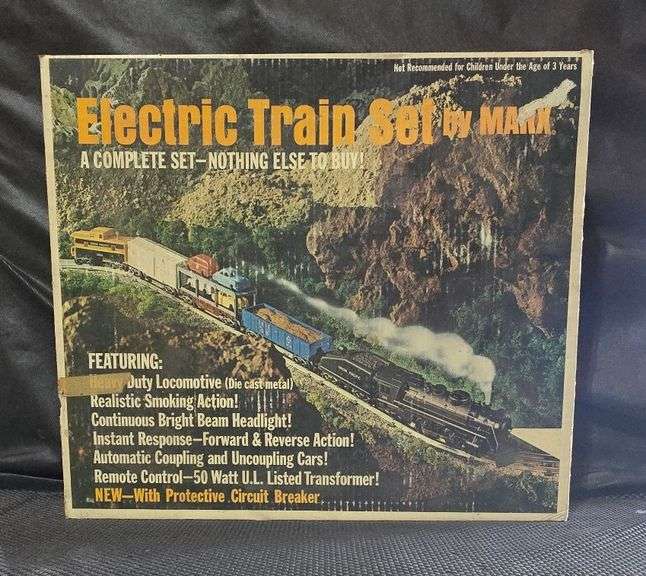 Not Recommended for Children Under the Age of 3 Years
Electric Train Set by MARX
A COMPLETE SET—NOTHING ELSE TO BUY!
FEATURING:
Heavy Duty Locomotive (Die cast metal)
Realistic Smoking Action!
Continuous Bright Beam Headlight!
Instant Response—Forward & Reverse Action!
Automatic Coupling and Uncoupling Cars!
Remote Control—50 Watt U.L. Listed Transformer!
NEW—With Protective Circuit Breaker